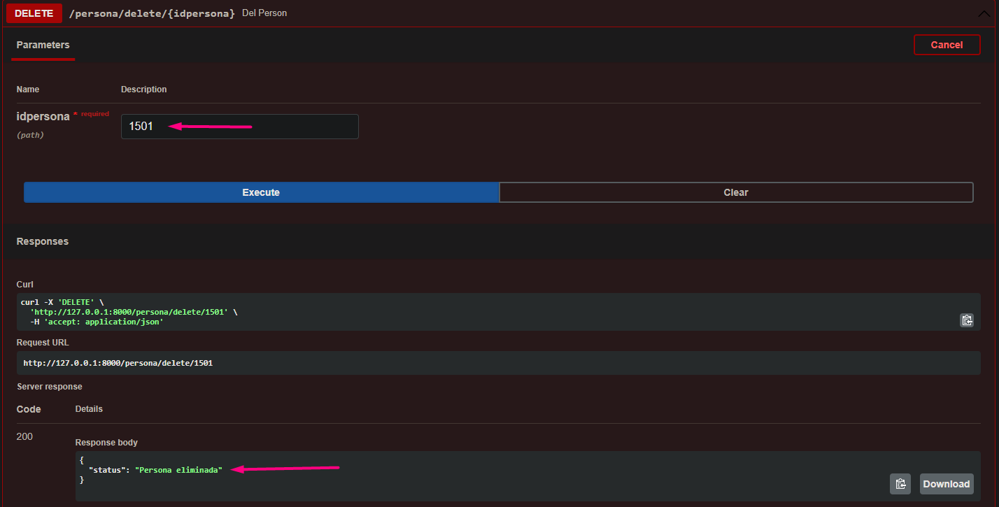 DELETE /persona/delete/{idpersona} Del Person
Parameters
Cancel
Name Description
idpersona * required
1501
(path)
Execute
Clear
Responses
Curl
curl -X 'DELETE' \
'http://127.0.0.1:8000/persona/delete/1501' \
-H 'accept: application/json'
Request URL
http://127.0.0.1:8000/persona/delete/1501
Server response
Code Details
200
Response body
{
"status": "Persona eliminada"
}
Download